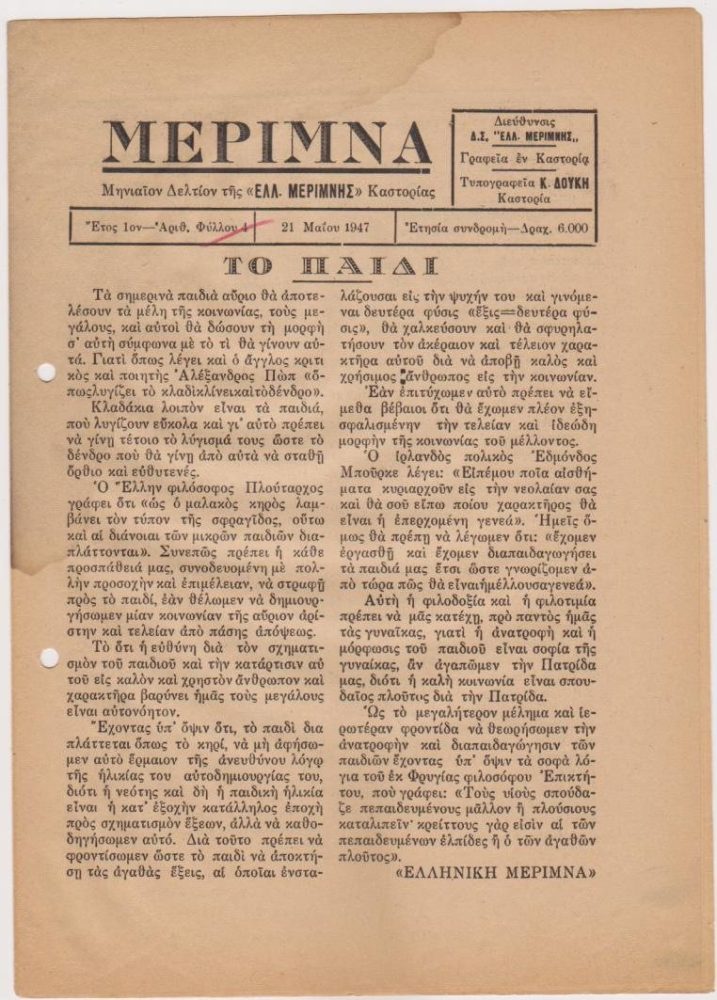 ΜΕΡΙΜΝΑ
Μηνιαῖον Δελτίον τῆς «ΕΛΛ. ΜΕΡΙΜΝΗΣ» Καστορίας
Διεύθυνσις
Δ.Σ. "ΕΛΛ. ΜΕΡΙΜΝΗΣ„
Γραφεῖα ἐν Καστορίᾳ
Τυπογραφεῖα Κ. ΔΟΥΚΗ
Καστορία
Ἔτος 1ον—Ἀριθ. Φύλλου 4
21 Μαΐου 1947
Ἐτησία συνδρομὴ—Δραχ. 6.000
ΤΟ ΠΑΙΔΙ
Τὰ σημερινὰ παιδιὰ αὔριο θὰ ἀποτε-
λέσουν τὰ μέλη τῆς κοινωνίας, τοὺς με-
γάλους, καὶ αὐτοὶ θὰ δώσουν τὴ μορφὴ
σ' αὐτὴ σύμφωνα μὲ τὸ τὶ θὰ γίνουν αὐ-
τά. Γιατὶ ὅπως λέγει καὶ ὁ ἄγγλος κριτι
κὸς καὶ ποιητὴς Ἀλέξανδρος Πὼπ «ὅ-
πωςλυγίζει τὸ κλαδὶκλίνεικαὶτὸδένδρο».
Κλαδάκια λοιπὸν εἶναι τὰ παιδιά,
ποὺ λυγίζουν εὔκολα καὶ γι' αὐτὸ πρέπει
νὰ γίνῃ τέτοιο τὸ λύγισμά τους ὥστε τὸ
δένδρο ποὺ θὰ γίνῃ ἀπὸ αὐτὰ νὰ σταθῇ
ὄρθιο καὶ εὐθυτενές.
Ὁ Ἕλλην φιλόσοφος Πλούταρχος
γράφει ὅτι «ὡς ὁ μαλακὸς κηρὸς λαμ-
βάνει τὸν τύπον τῆς σφραγῖδος, οὕτω
καὶ αἱ διάνοιαι τῶν μικρῶν παιδιῶν δια-
πλάττονται». Συνεπῶς πρέπει ἡ κάθε
προσπάθειά μας, συνοδευομένη μὲ πολ-
λὴν προσοχὴν καὶ ἐπιμέλειαν, νὰ στραφῇ
πρὸς τὸ παιδί, ἐὰν θέλωμεν νὰ δημιουρ-
γήσωμεν μίαν κοινωνίαν τῆς αὔριον ἀρί-
στην καὶ τελείαν ἀπὸ πάσης ἀπόψεως.
Τὸ ὅτι ἡ εὐθύνη διὰ τὸν σχηματι-
σμὸν τοῦ παιδιοῦ καὶ τὴν κατάρτισιν αὐ
τοῦ εἰς καλὸν καὶ χρηστὸν ἄνθρωπον καὶ
χαρακτῆρα βαρύνει ἡμᾶς τοὺς μεγάλους
εἶναι αὐτονόητον.
Ἔχοντας ὑπ' ὄψιν ὅτι, τὸ παιδὶ δια
πλάττεται ὅπως τὸ κηρί, νὰ μὴ ἀφήσω-
μεν αὐτὸ ἕρμαιον τῆς ἀνευθύνου λόγῳ
τῆς ἡλικίας του αὐτοδημιουργίας του,
διότι ἡ νεότης καὶ δὴ ἡ παιδικὴ ἡλικία
εἶναι ἡ κατ' ἐξοχὴν κατάλληλος ἐποχὴ
πρὸς σχηματισμὸν ἕξεων, ἀλλὰ νὰ καθο-
δηγήσωμεν αὐτό. Διὰ τοῦτο πρέπει νὰ
φροντίσωμεν ὥστε τὸ παιδὶ νὰ ἀποκτή-
σῃ τὰς ἀγαθὰς ἕξεις, αἱ ὁποῖαι ἐνστα-
λάζουσαι εἰς τὴν ψυχήν του καὶ γινόμε-
ναι δευτέρα φύσις «ἕξις=δευτέρα φύ-
σις», θὰ χαλκεύσουν καὶ θὰ σφυρηλα-
τήσουν τὸν ἀκέραιον καὶ τέλειον χαρα-
κτῆρα αὐτοῦ διὰ νὰ ἀποβῇ καλὸς καὶ
χρήσιμος ἄνθρωπος εἰς τὴν κοινωνίαν.
Ἐὰν ἐπιτύχωμεν αὐτὸ πρέπει νὰ εἴ-
μεθα βέβαιοι ὅτι θὰ ἔχωμεν πλέον ἐξη-
σφαλισμένην τὴν τελείαν καὶ ἰδεώδη
μορφὴν τῆς κοινωνίας τοῦ μέλλοντος.
Ὁ Ἰρλανδὸς πολικὸς Ἐδμόνδος
Μποῦρκε λέγει: «Εἰπέμου ποῖα αἰσθή-
ματα κυριαρχοῦν εἰς τὴν νεολαίαν σας
καὶ θὰ σοῦ εἴπω ποίου χαρακτῆρος θὰ
εἶναι ἡ ἐπερχομένη γενεά». Ἡμεῖς ὅ-
μως θὰ πρέπῃ νὰ λέγωμεν ὅτι: «ἔχομεν
ἐργασθῆ καὶ ἔχομεν διαπαιδαγωγήσει
τὰ παιδιά μας ἔτσι ὥστε γνωρίζομεν ἀ-
πὸ τώρα πῶς θὰ εἶναιἡμέλλουσαγενεά».
Αὐτὴ ἡ φιλοδοξία καὶ ἡ φιλοτιμία
πρέπει νὰ μᾶς κατέχῃ, πρὸ παντὸς ἡμᾶς
τὰς γυναῖκας, γιατὶ ἡ ἀνατροφὴ καὶ ἡ
μόρφωσις τοῦ παιδιοῦ εἶναι σοφία τῆς
γυναίκας, ἂν ἀγαπῶμεν τὴν Πατρίδα
μας, διότι ἡ καλὴ κοινωνία εἶναι σπου-
δαῖος πλοῦτος διὰ τὴν Πατρίδα.
Ὡς τὸ μεγαλήτερον μέλημα καὶ ἱε-
ρωτέραν φροντίδα νὰ θεωρήσωμεν τὴν
ἀνατροφὴν καὶ διαπαιδαγώγησιν τῶν
παιδιῶν ἔχοντας ὑπ' ὄψιν τὰ σοφὰ λό-
για τοῦ ἐκ Φρυγίας φιλοσόφου Ἐπικτή-
του, ποὺ γράφει: «Τοὺς υἱοὺς σπούδα-
ζε πεπαιδευμένους μᾶλλον ἢ πλουσίους
καταλιπεῖν· κρείττους γὰρ εἰσὶν αἱ τῶν
πεπαιδευμένων ἐλπίδες ἢ ὁ τῶν ἀγαθῶν
πλοῦτος».
«ΕΛΛΗΝΙΚΗ ΜΕΡΙΜΝΑ»